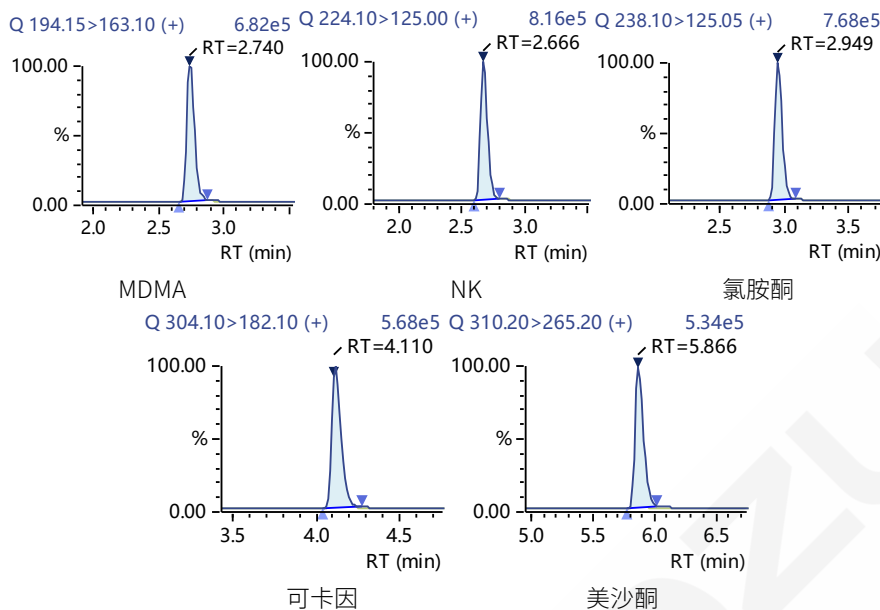 Q 194.15>163.10 (+) 6.82e5
RT=2.740
100.00
%
0.00
2.0 2.5 3.0
RT (min)
MDMA
Q 224.10>125.00 (+) 8.16e5
RT=2.666
100.00
%
0.00
2.0 2.5 3.0
RT (min)
NK
Q 238.10>125.05 (+) 7.68e5
RT=2.949
100.00
%
0.00
2.5 3.0 3.5
RT (min)
氯胺酮
Q 304.10>182.10 (+) 5.68e5
RT=4.110
100.00
%
0.00
3.5 4.0 4.5
RT (min)
可卡因
Q 310.20>265.20 (+) 5.34e5
RT=5.866
100.00
%
0.00
5.0 5.5 6.0 6.5
RT (min)
美沙酮